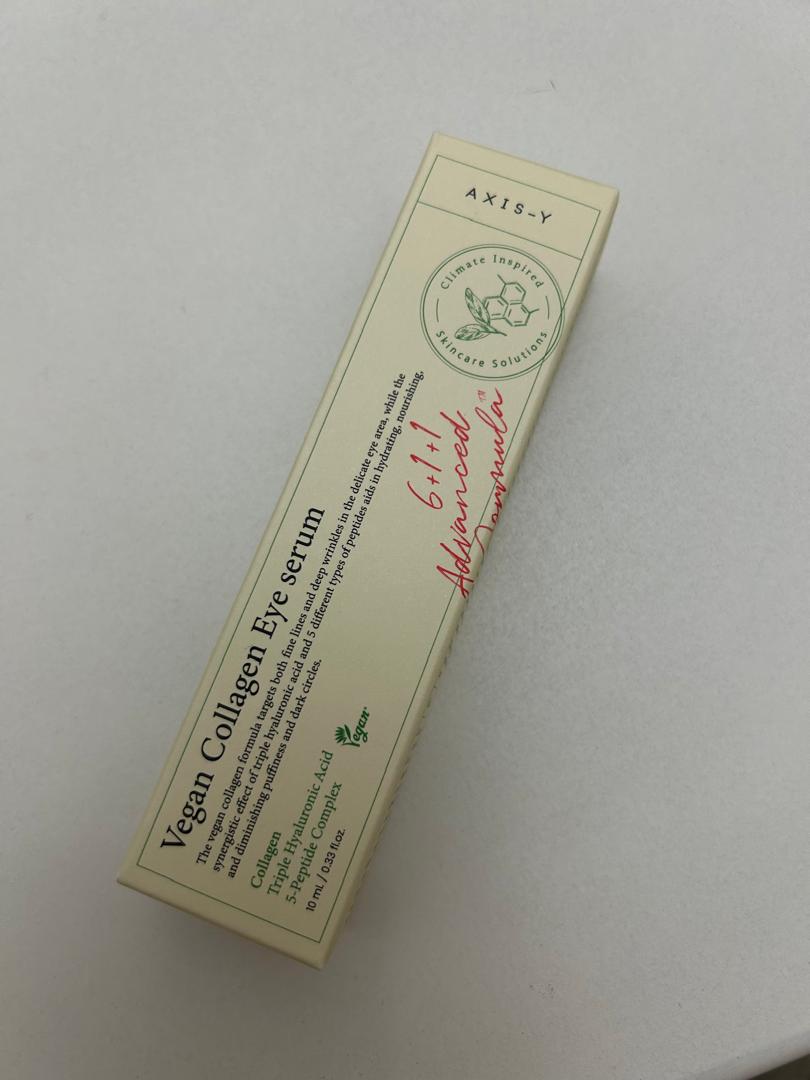 AXIS-Y
Climate Inspired
Skincare Solutions
6+1+1
Advanced
Formula™
Vegan Collagen Eye serum
The vegan collagen formula targets both fine lines and deep wrinkles in the delicate eye area, while the
synergistic effect of triple hyaluronic acid and 5 different types of peptides aids in hydrating, nourishing,
and diminishing puffiness and dark circles.
Collagen
Triple Hyaluronic Acid
5-Peptide Complex
Vegan
10 ml / 0.33 fl.oz.